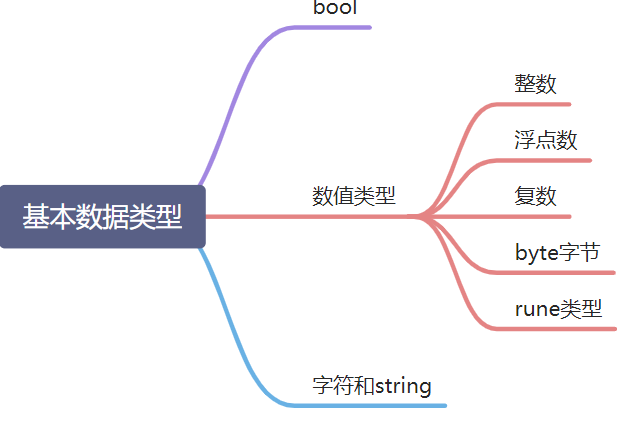 bool
整数
浮点数
基本数据类型
数值类型
复数
byte字节
rune类型
字符和string